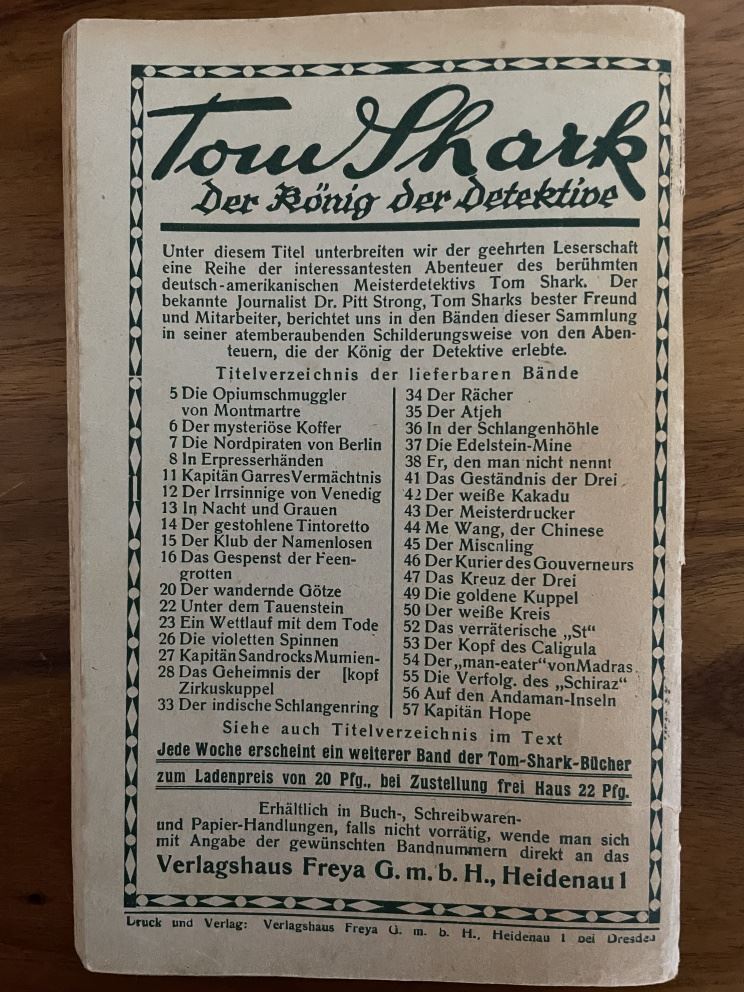 Tom Shark
Der König der Detektive
Unter diesem Titel unterbreiten wir der geehrten Leserschaft
eine Reihe der interessantesten Abenteuer des berühmten
deutsch-amerikanischen Meisterdetektivs Tom Shark. Der
bekannte Journalist Dr. Pitt Strong, Tom Sharks bester Freund
und Mitarbeiter, berichtet uns in den Bänden dieser Sammlung
in seiner atemberaubenden Schilderungsweise von den Aben-
teuern, die der König der Detektive erlebte.
Titelverzeichnis der lieferbaren Bände
5 Die Opiumschmuggler
von Montmartre
6 Der mysteriöse Koffer
7 Die Nordpiraten von Berlin
8 In Erpresserhänden
11 Kapitän Garres Vermächtnis
12 Der Irrsinnige von Venedig
13 In Nacht und Grauen
14 Der gestohlene Tintoretto
15 Der Klub der Namenlosen
16 Das Gespenst der Feen-
grotten
20 Der wandernde Götze
22 Unter dem Tauenstein
23 Ein Wettlauf mit dem Tode
26 Die violetten Spinnen
27 Kapitän Sandrocks Mumien-
28 Das Geheimnis der [kopf
Zirkuskuppel
33 Der indische Schlangenring
34 Der Rächer
35 Der Atjeh
36 In der Schlangenhöhle
37 Die Edelstein-Mine
38 Er, den man nicht nennt
41 Das Geständnis der Drei
42 Der weiße Kakadu
43 Der Meisterdrucker
44 Me Wang, der Chinese
45 Der Mischling
46 Der Kurier des Gouverneurs
47 Das Kreuz der Drei
49 Die goldene Kuppel
50 Der weiße Kreis
52 Das verräterische „St“
53 Der Kopf des Caligula
54 Der „man-eater“ von Madras
55 Die Verfolg. des „Schiraz“
56 Auf den Andaman-Inseln
57 Kapitän Hope
Siehe auch Titelverzeichnis im Text
Jede Woche erscheint ein weiterer Band der Tom-Shark-Bücher
zum Ladenpreis von 20 Pfg., bei Zustellung frei Haus 22 Pfg.
Erhältlich in Buch-, Schreibwaren-
und Papier-Handlungen, falls nicht vorrätig, wende man sich
mit Angabe der gewünschten Bandnummern direkt an das
Verlagshaus Freya G. m. b. H., Heidenau 1
Druck und Verlag: Verlagshaus Freya G. m. b. H., Heidenau 1 bei Dresden